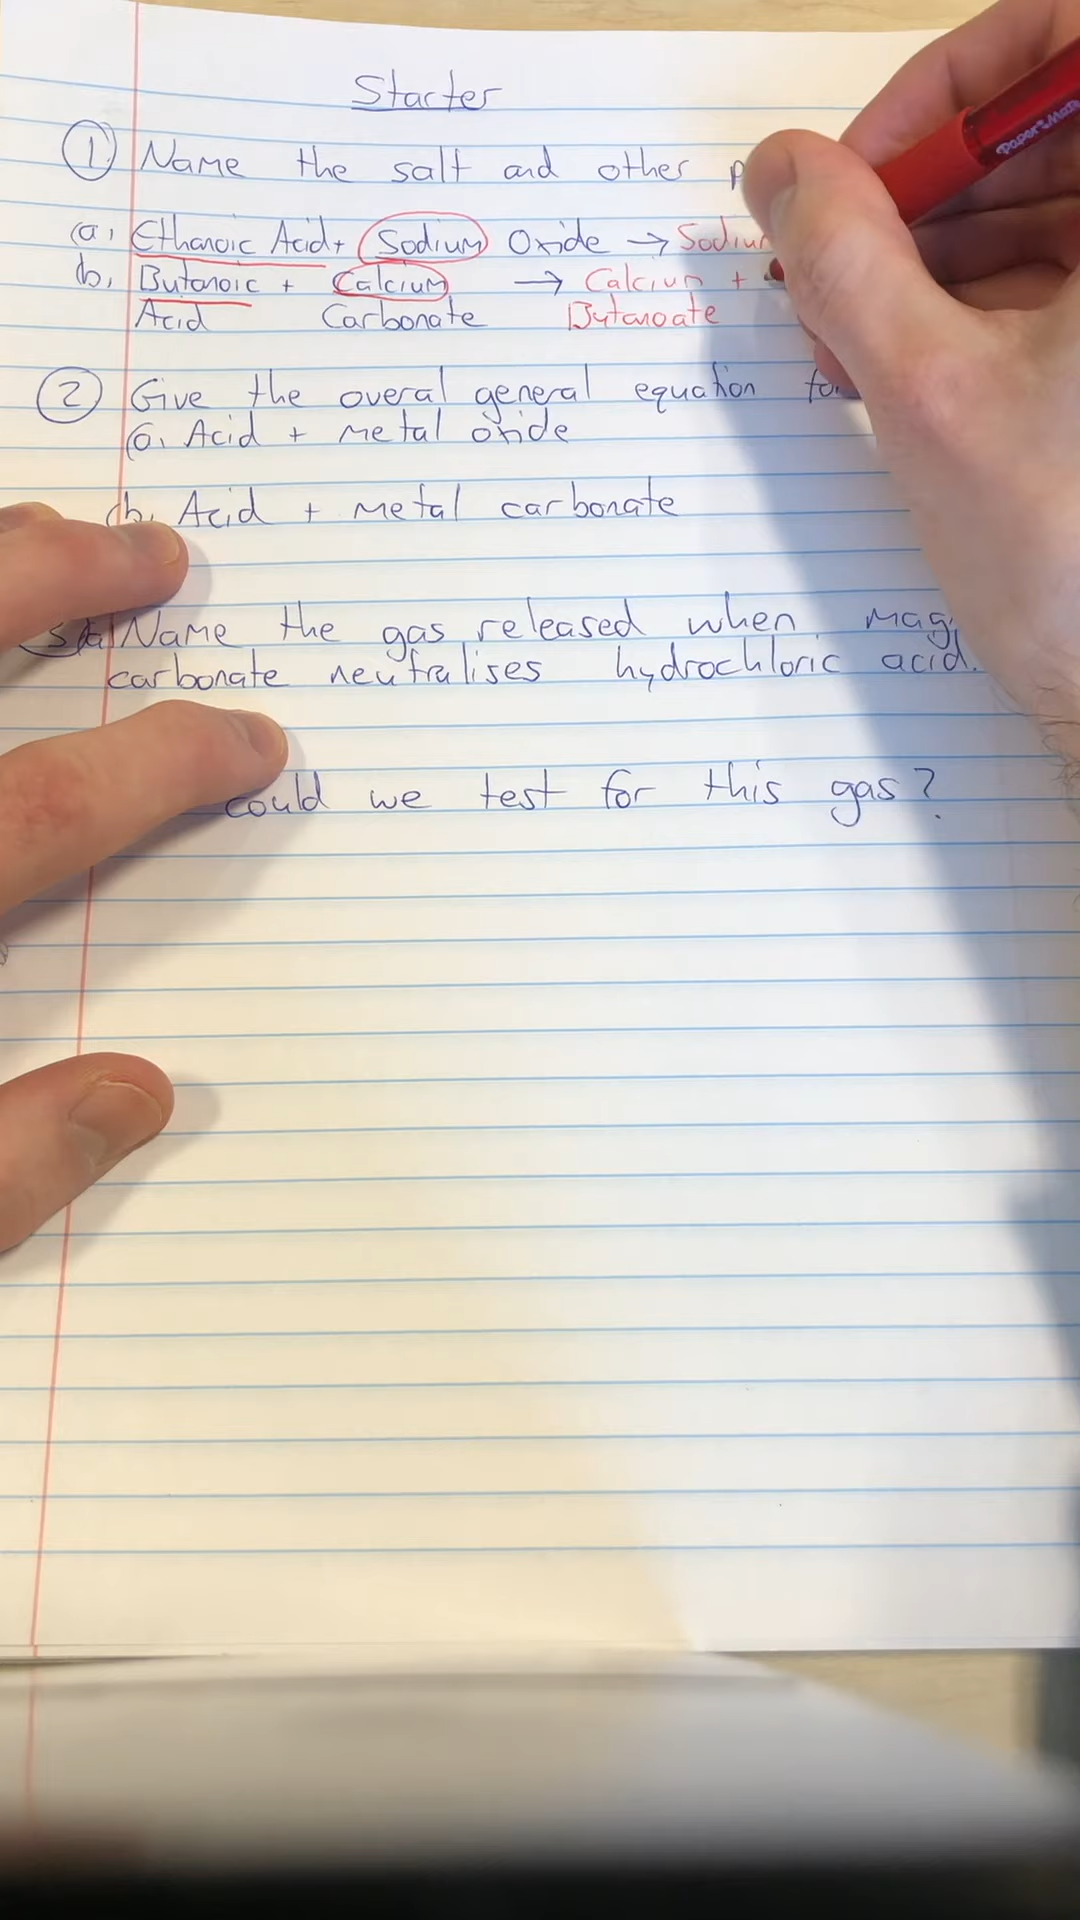 Starter
① Name the salt and other
(a) Ethanoic Acid + Sodium Oxide → Sodium
(b) Butanoic + Calcium → Calcium +
Acid Carbonate Butanoate
② Give the overal general equation for
(a) Acid + metal oxide
(b) Acid + metal carbonate
Name the gas released when
carbonate neutralises hydrochloric acid.
could we test for this gas?
Paper Mate